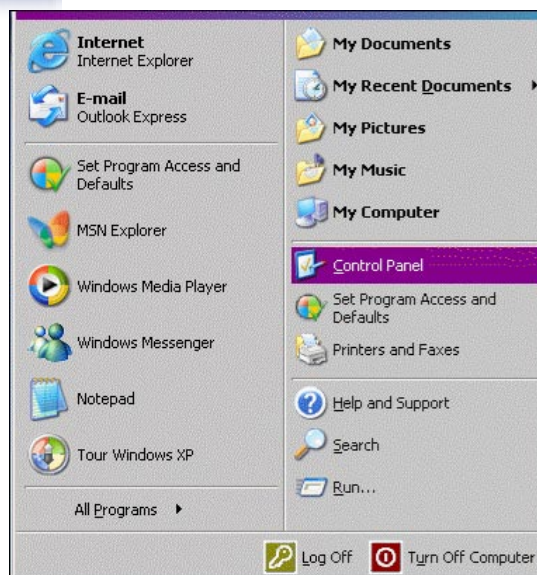 Internet
Internet Explorer
E-mail
Outlook Express
Set Program Access and
Defaults
MSN Explorer
Windows Media Player
Windows Messenger
Notepad
Tour Windows XP
All Programs
My Documents
My Recent Documents
My Pictures
My Music
My Computer
Control Panel
Set Program Access and
Defaults
Printers and Faxes
Help and Support
Search
Run...
Log Off
Turn Off Computer